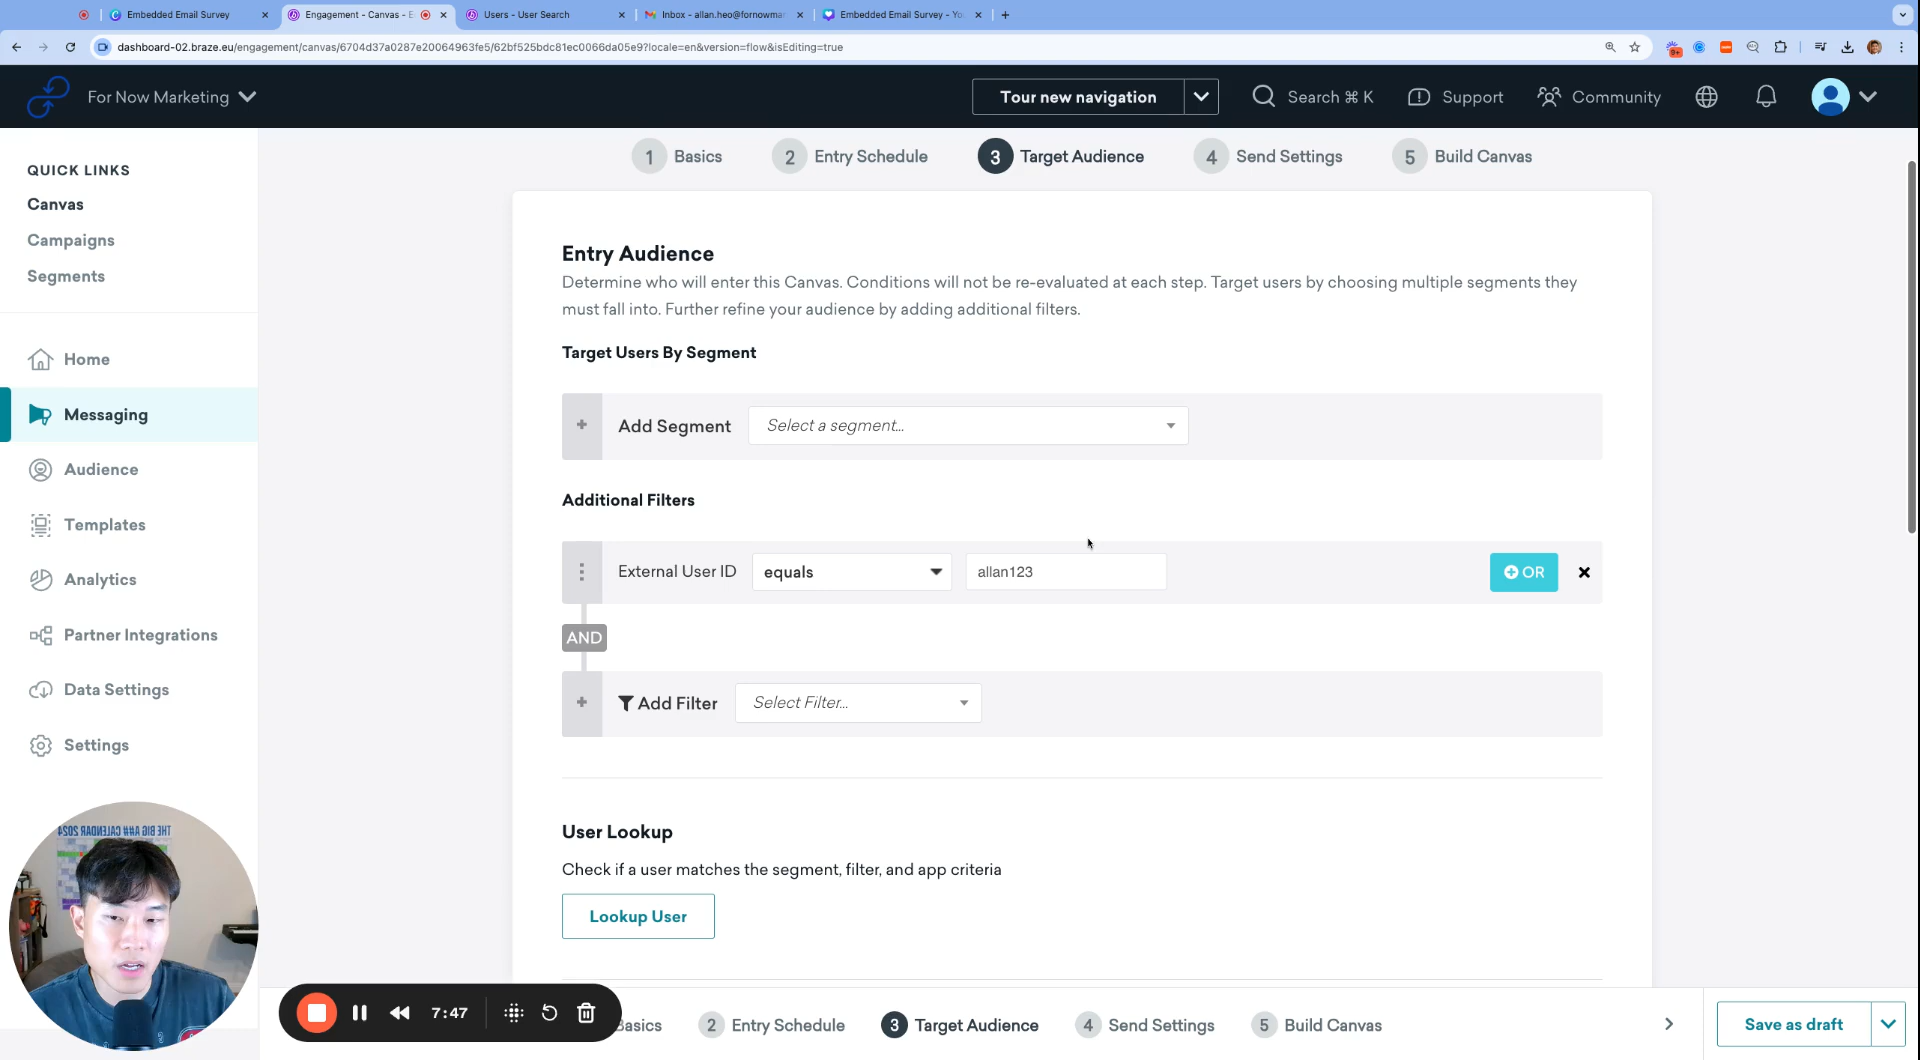 Embedded Email Survey
Engagement - Canvas - E
Users - User Search
Inbox - allan.heo@fornowmar
Embedded Email Survey - Yo
dashboard-02.braze.eu/engagement/canvas/6704d37a0287e20064963fe5/62bf525bdc81ec0066da05e9?locale=en&version=flow&isEditing=true
9+
For Now Marketing
Tour new navigation
Search ⌘ K
Support
Community
1 Basics
2 Entry Schedule
3 Target Audience
4 Send Settings
5 Build Canvas
QUICK LINKS
Canvas
Campaigns
Segments
Home
Messaging
Audience
Templates
Analytics
Partner Integrations
Data Settings
Settings
Entry Audience
Determine who will enter this Canvas. Conditions will not be re-evaluated at each step. Target users by choosing multiple segments they
must fall into. Further refine your audience by adding additional filters.
Target Users By Segment
+ Add Segment Select a segment...
Additional Filters
External User ID equals allan123 OR
AND
+ Add Filter Select Filter...
User Lookup
Check if a user matches the segment, filter, and app criteria
Lookup User
THE BIG A## CALENDAR 2024
7:47
Basics
2 Entry Schedule
3 Target Audience
4 Send Settings
5 Build Canvas
Save as draft